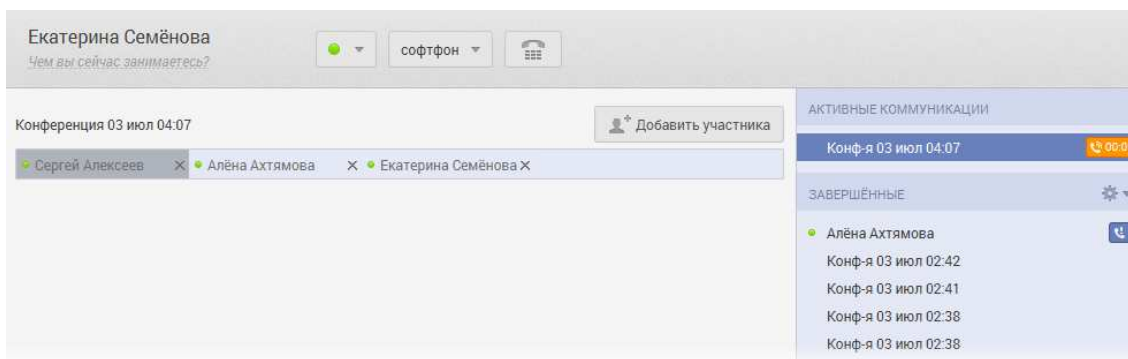 Екатерина Семёнова
Чем вы сейчас занимаетесь?
софтфон
Конференция 03 июл 04:07
Добавить участника
Сергей Алексеев
Алёна Ахтямова
Екатерина Семёнова
АКТИВНЫЕ КОММУНИКАЦИИ
Конф-я 03 июл 04:07
00:0
ЗАВЕРШЁННЫЕ
Алёна Ахтямова
Конф-я 03 июл 02:42
Конф-я 03 июл 02:41
Конф-я 03 июл 02:38
Конф-я 03 июл 02:38